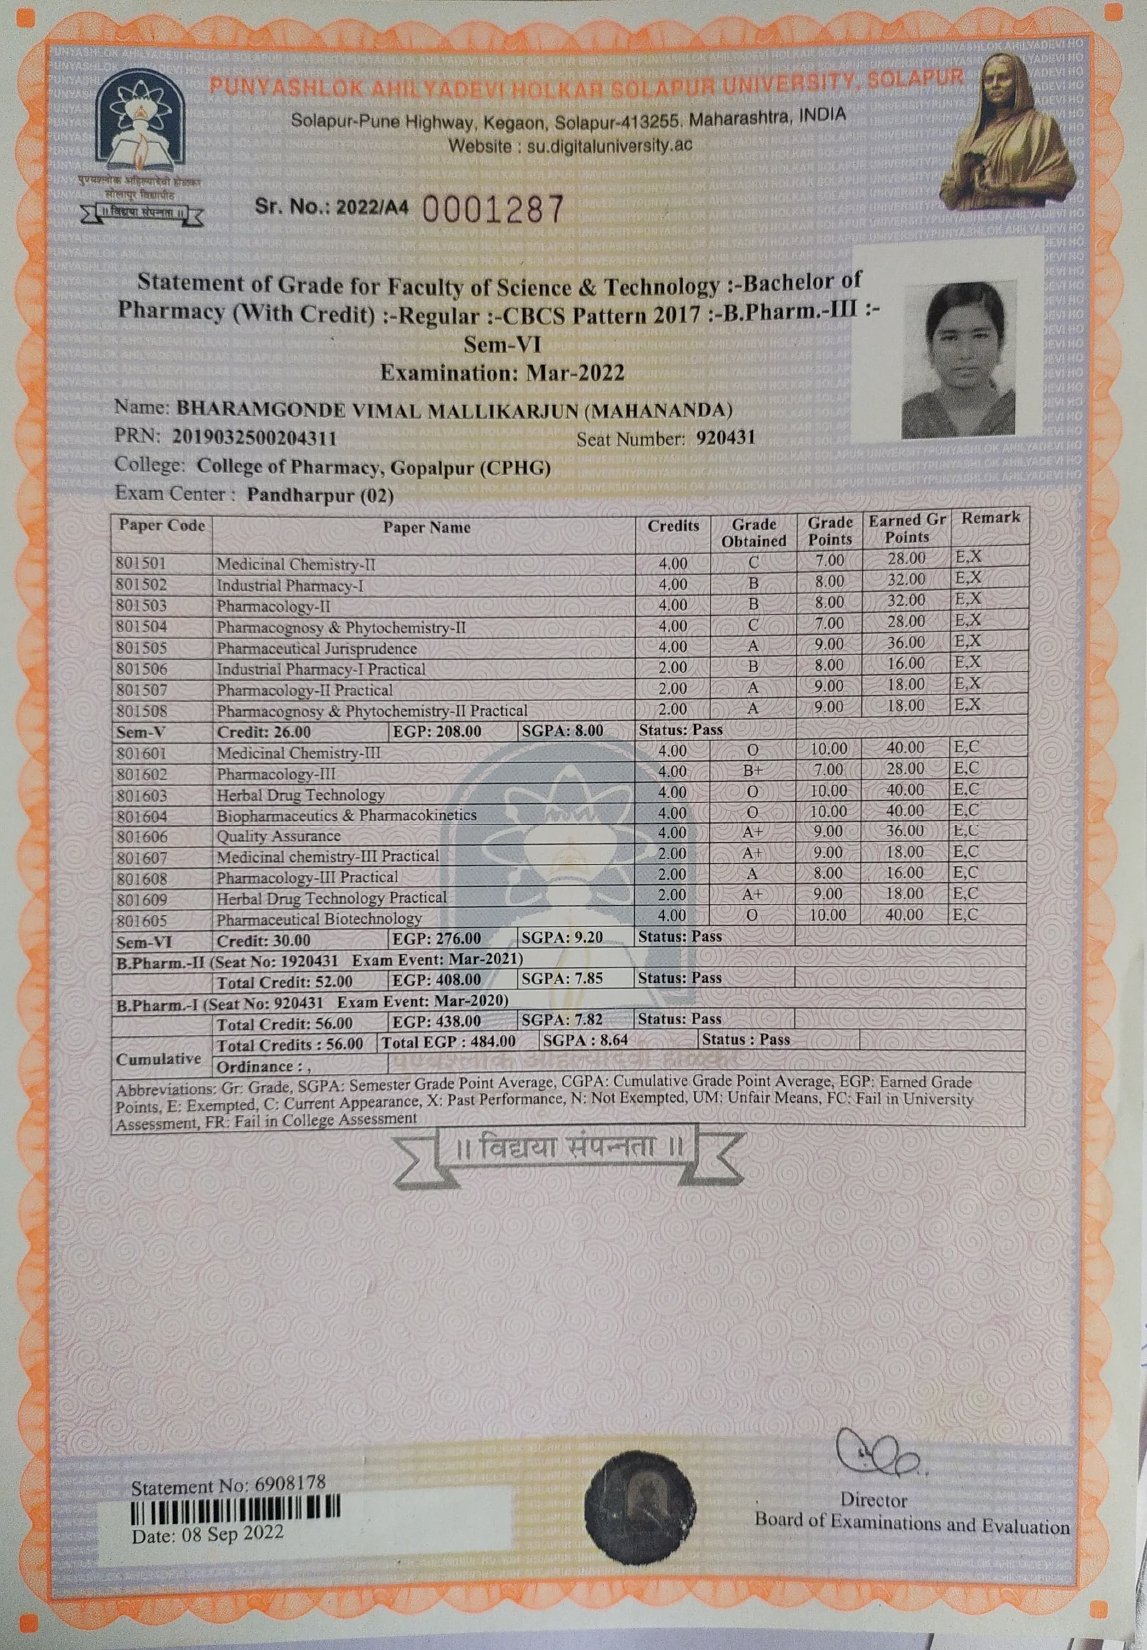 PUNYASHLOK AHILYADEVI HOLKAR SOLAPUR UNIVERSITY, SOLAPUR
Solapur-Pune Highway, Kegaon, Solapur-413255. Maharashtra, INDIA
Website : su.digitaluniversity.ac
पुण्यश्लोक अहिल्यादेवी होळकर
सोलापूर विद्यापीठ
॥ विद्यया संपन्नता ॥
Sr. No.: 2022/A4 0001287
Statement of Grade for Faculty of Science & Technology :-Bachelor of
Pharmacy (With Credit) :-Regular :-CBCS Pattern 2017 :-B.Pharm.-III :-
Sem-VI
Examination: Mar-2022
Name: BHARAMGONDE VIMAL MALLIKARJUN (MAHANANDA)
PRN: 2019032500204311 Seat Number: 920431
College: College of Pharmacy, Gopalpur (CPHG)
Exam Center : Pandharpur (02)
Paper Code Paper Name Credits Grade Obtained Grade Points Earned Gr Points Remark
801501 Medicinal Chemistry-II 4.00 C 7.00 28.00 E,X
801502 Industrial Pharmacy-I 4.00 B 8.00 32.00 E,X
801503 Pharmacology-II 4.00 B 8.00 32.00 E,X
801504 Pharmacognosy & Phytochemistry-II 4.00 C 7.00 28.00 E,X
801505 Pharmaceutical Jurisprudence 4.00 A 9.00 36.00 E,X
801506 Industrial Pharmacy-I Practical 2.00 B 8.00 16.00 E,X
801507 Pharmacology-II Practical 2.00 A 9.00 18.00 E,X
801508 Pharmacognosy & Phytochemistry-II Practical 2.00 A 9.00 18.00 E,X
Sem-V Credit: 26.00 EGP: 208.00 SGPA: 8.00 Status: Pass
801601 Medicinal Chemistry-III 4.00 O 10.00 40.00 E,C
801602 Pharmacology-III 4.00 B+ 7.00 28.00 E,C
801603 Herbal Drug Technology 4.00 O 10.00 40.00 E,C
801604 Biopharmaceutics & Pharmacokinetics 4.00 O 10.00 40.00 E,C
801606 Quality Assurance 4.00 A+ 9.00 36.00 E,C
801607 Medicinal chemistry-III Practical 2.00 A+ 9.00 18.00 E,C
801608 Pharmacology-III Practical 2.00 A 8.00 16.00 E,C
801609 Herbal Drug Technology Practical 2.00 A+ 9.00 18.00 E,C
801605 Pharmaceutical Biotechnology 4.00 O 10.00 40.00 E,C
Sem-VI Credit: 30.00 EGP: 276.00 SGPA: 9.20 Status: Pass
B.Pharm.-II (Seat No: 1920431 Exam Event: Mar-2021)
Total Credit: 52.00 EGP: 408.00 SGPA: 7.85 Status: Pass
B.Pharm.-I (Seat No: 920431 Exam Event: Mar-2020)
Total Credit: 56.00 EGP: 438.00 SGPA: 7.82 Status: Pass
Cumulative Total Credits : 56.00 Total EGP : 484.00 SGPA : 8.64 Status : Pass
Ordinance : ,
Abbreviations: Gr: Grade, SGPA: Semester Grade Point Average, CGPA: Cumulative Grade Point Average, EGP: Earned Grade
Points, E: Exempted, C: Current Appearance, X: Past Performance, N: Not Exempted, UM: Unfair Means, FC: Fail in University
Assessment, FR: Fail in College Assessment
॥ विद्यया संपन्नता ॥
Statement No: 6908178
Date: 08 Sep 2022
Director
Board of Examinations and Evaluation